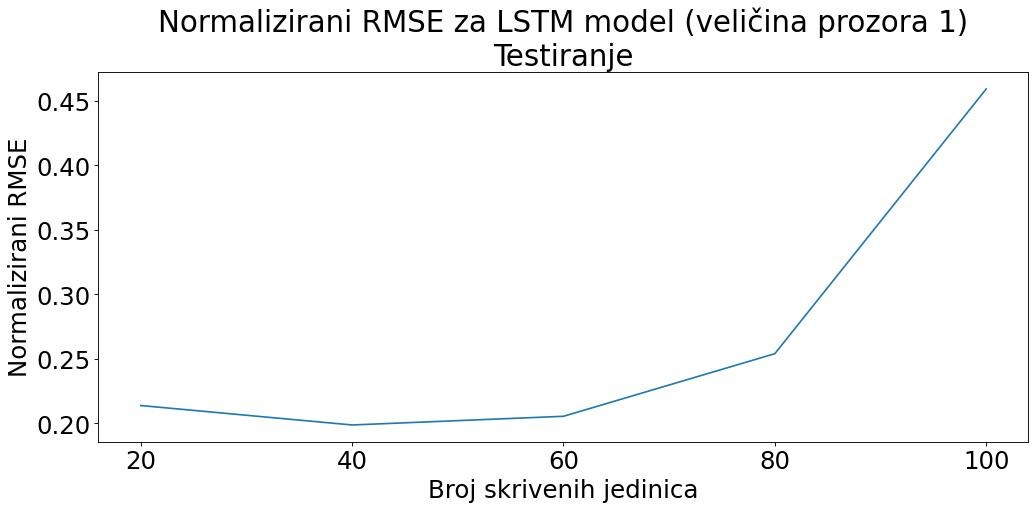 Normalizirani RMSE za LSTM model (veličina prozora 1)
Testiranje
Normalizirani RMSE
0.45
0.40
0.35
0.30
0.25
0.20
20 40 60 80 100
Broj skrivenih jedinica